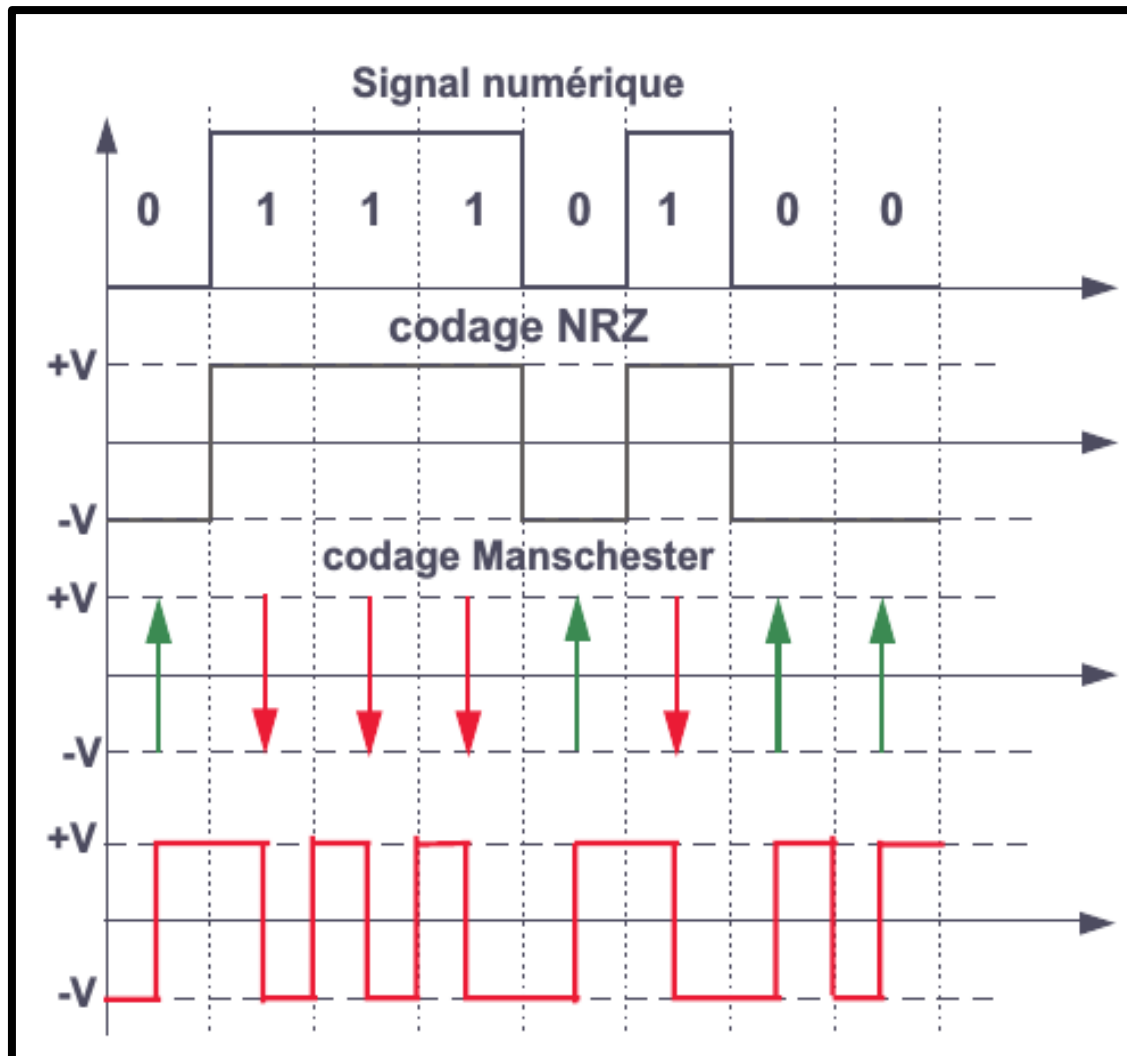 Signal numérique
0 1 1 1 0 1 0 0
codage NRZ
+V
-V
codage Manschester
+V
-V
+V
-V